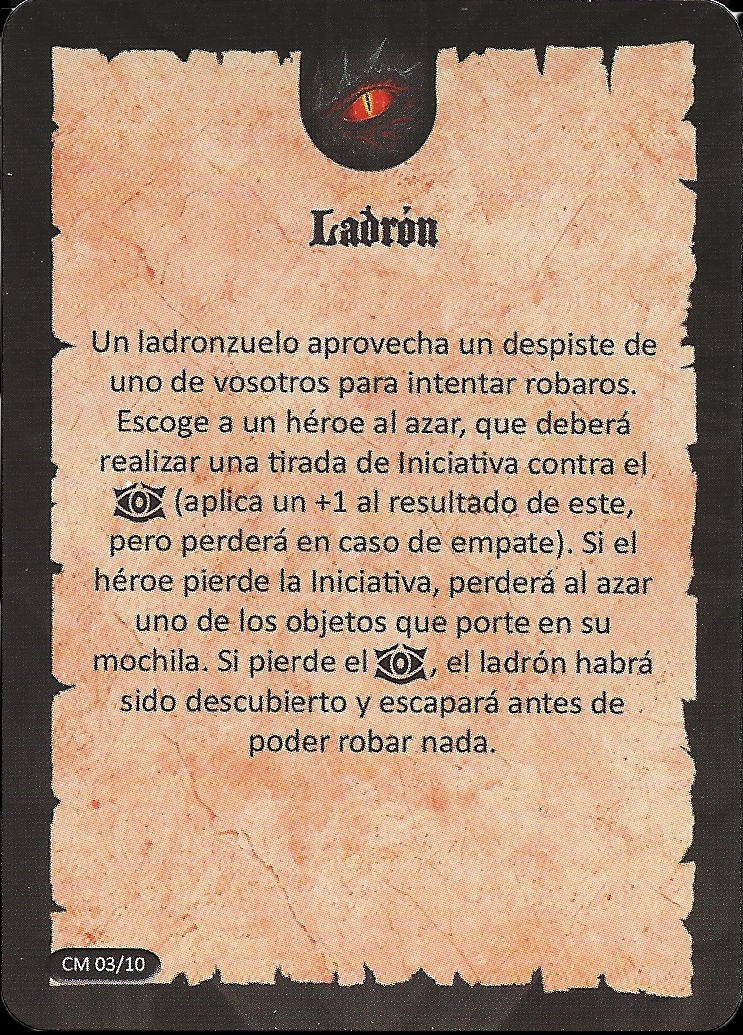 Ladrón
Un ladronzuelo aprovecha un despiste de
uno de vosotros para intentar robaros.
Escoge a un héroe al azar, que deberá
realizar una tirada de Iniciativa contra el
(aplica un +1 al resultado de este,
pero perderá en caso de empate). Si el
héroe pierde la Iniciativa, perderá al azar
uno de los objetos que porte en su
mochila. Si pierde el , el ladrón habrá
sido descubierto y escapará antes de
poder robar nada.
CM 03/10